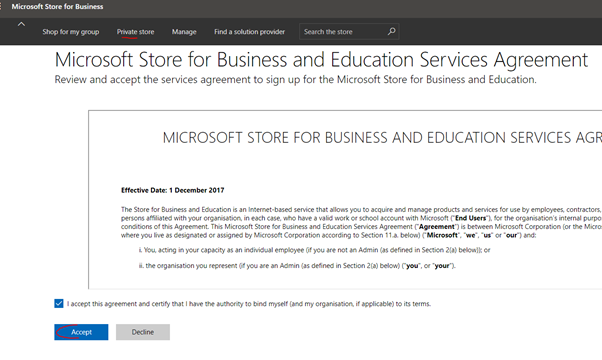 Microsoft Store for Business
Shop for my group Private store Manage Find a solution provider Search the store
Microsoft Store for Business and Education Services Agreement
Review and accept the services agreement to sign up for the Microsoft Store for Business and Education.
MICROSOFT STORE FOR BUSINESS AND EDUCATION SERVICES AGR
Effective Date: 1 December 2017
The Store for Business and Education is an Internet-based service that allows you to acquire and manage products and services for use by employees, contractors,
persons affiliated with your organisation, in each case, who have a valid work or school account with Microsoft ("End Users"), for the organisation's internal purpo
conditions of this Agreement. This Microsoft Store for Business and Education Services Agreement ("Agreement") is between Microsoft Corporation (or the Micro
where you live as designated or assigned by Microsoft Corporation according to Section 11.a. below) ("Microsoft", "we", "us" or "our") and:
i. You, acting in your capacity as an individual employee (if you are not an Admin (as defined in Section 2(a) below)); or
ii. the organisation you represent (if you are an Admin (as defined in Section 2(a) below) ("you", or "your").
I accept this agreement and certify that I have the authority to bind myself (and my organisation, if applicable) to its terms.
Accept Decline